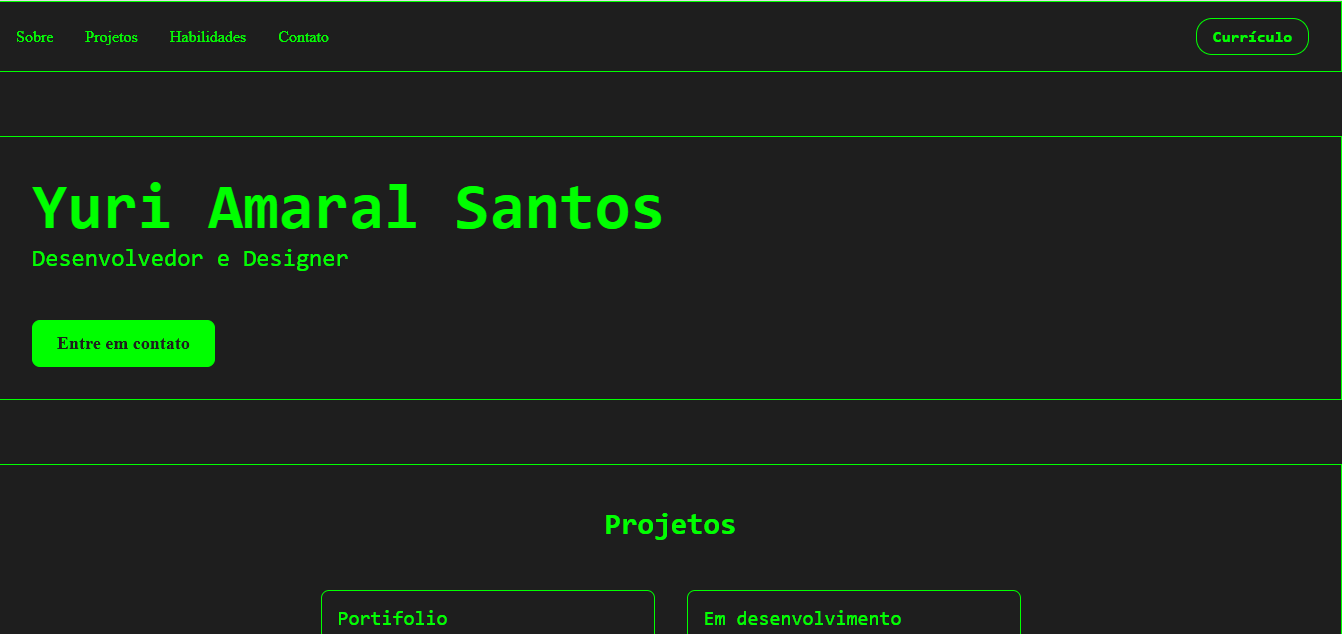 Sobre Projetos Habilidades Contato Currículo
Yuri Amaral Santos
Desenvolvedor e Designer
Entre em contato
Projetos
Portifolio Em desenvolvimento